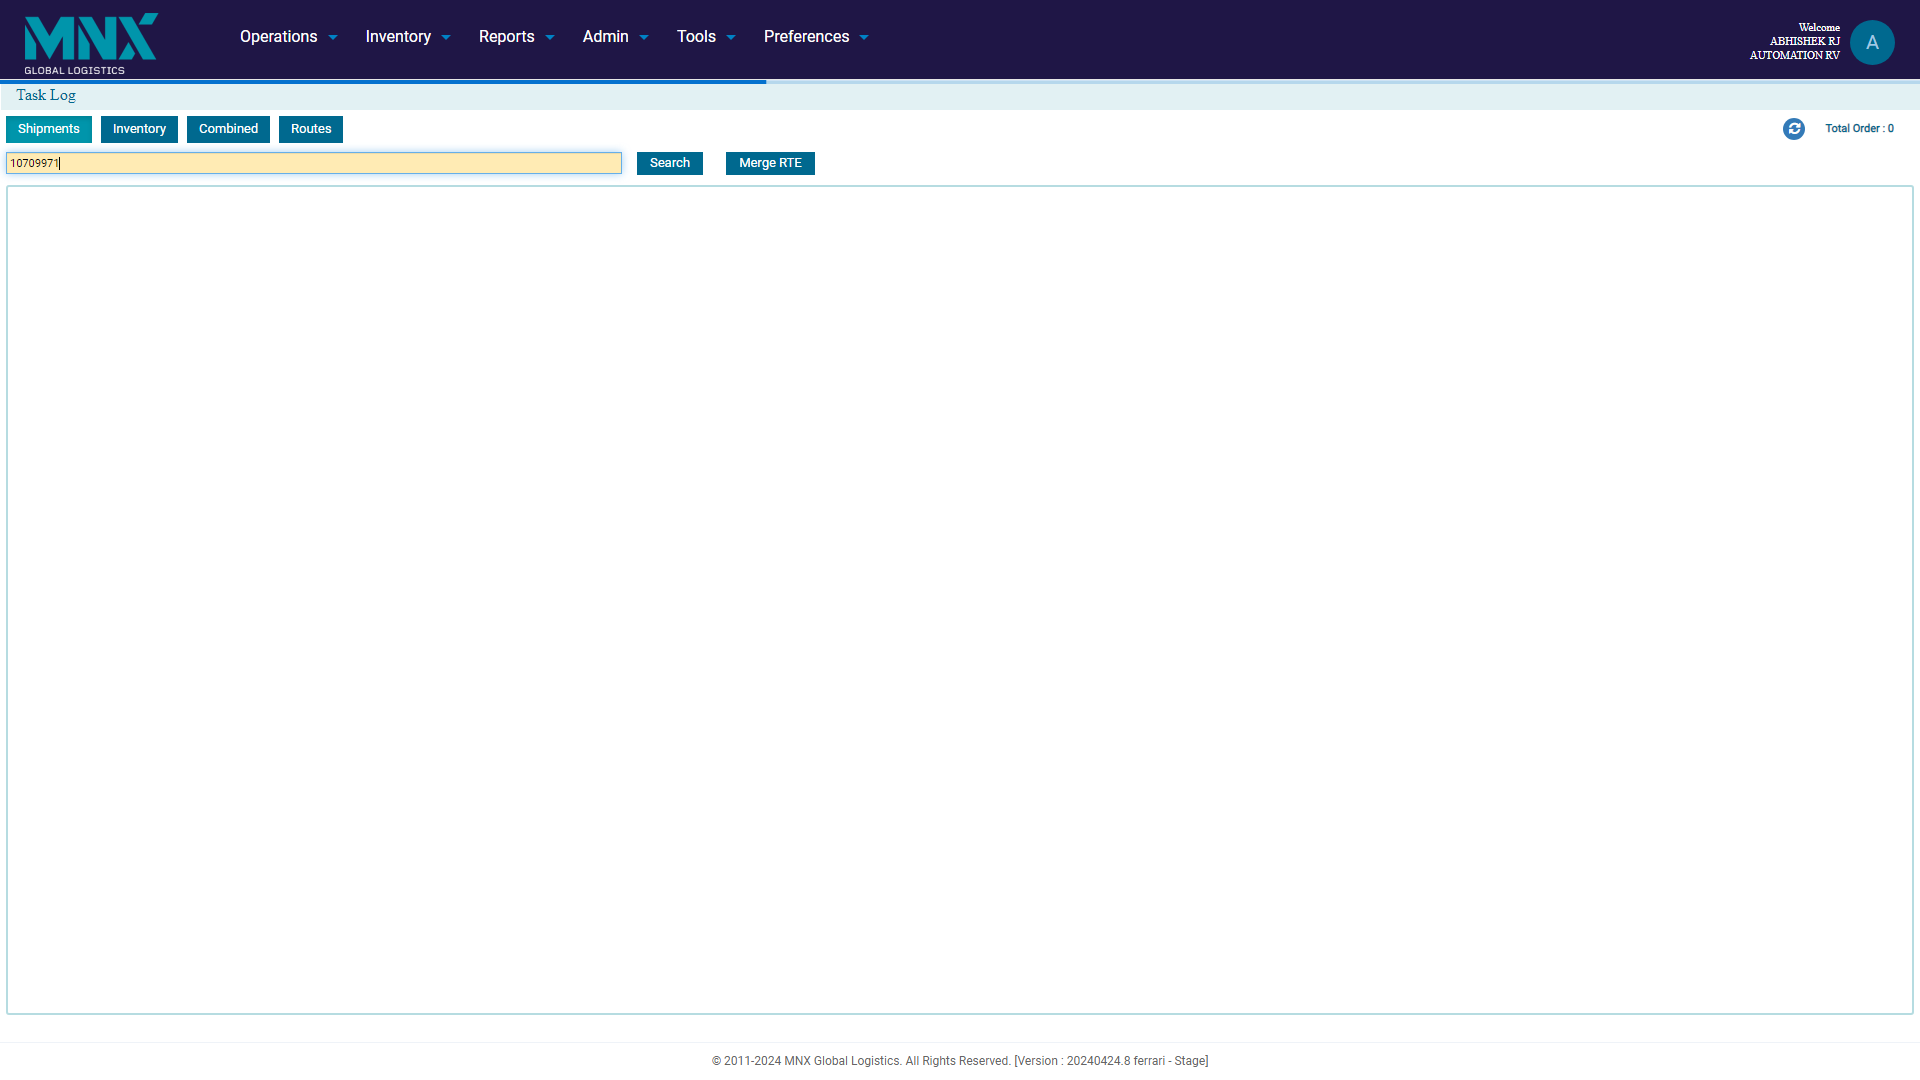 MNX
GLOBAL LOGISTICS
Operations Inventory Reports Admin Tools Preferences
Welcome
ABHISHEK RJ
AUTOMATION RV
A
Task Log
Shipments Inventory Combined Routes
Total Order : 0
10709971
Search Merge RTE
© 2011-2024 MNX Global Logistics. All Rights Reserved. [Version : 20240424.8 ferrari - Stage]